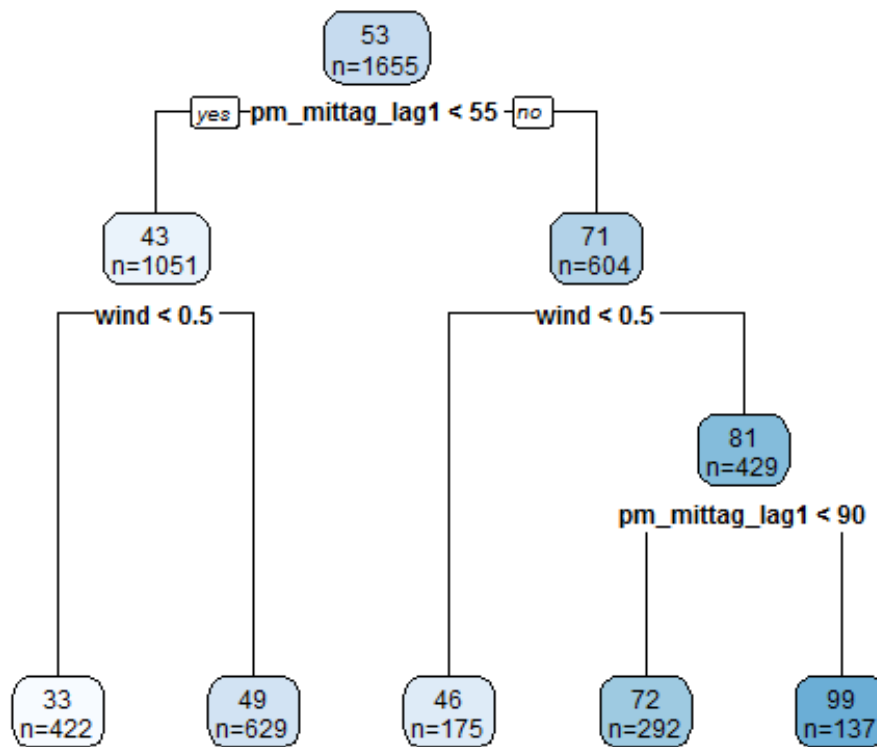 53
n=1655
yes pm_mittag_lag1 < 55 no
43
n=1051
71
n=604
wind < 0.5
wind < 0.5
81
n=429
pm_mittag_lag1 < 90
33
n=422
49
n=629
46
n=175
72
n=292
99
n=137